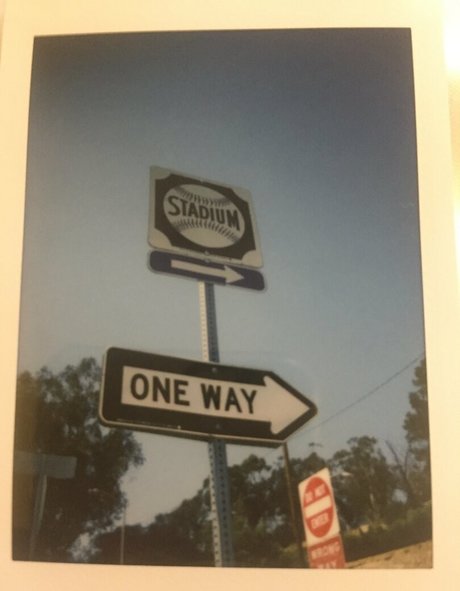 STADIUM
ONE WAY
DO NOT
ENTER
WRONG
WAY